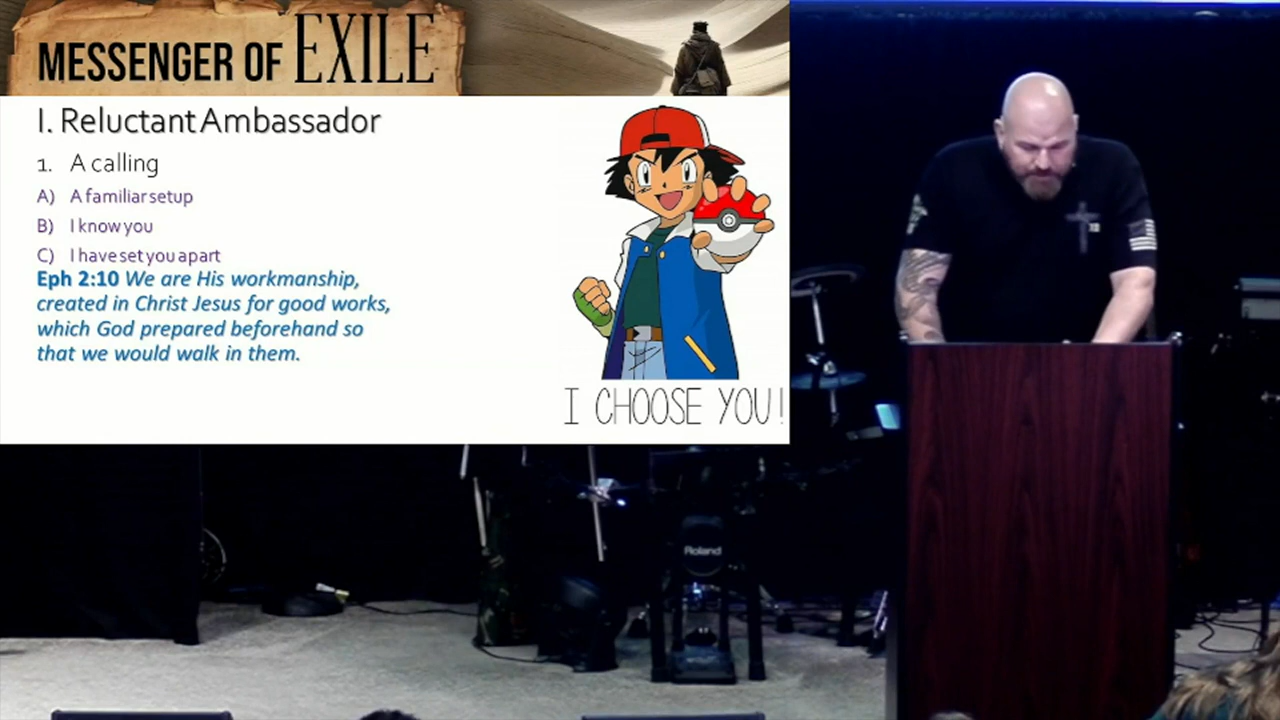 MESSENGER OF EXILE
I. Reluctant Ambassador
1. A calling
A) A familiar setup
B) I know you
C) I have set you apart
Eph 2:10 We are His workmanship,
created in Christ Jesus for good works,
which God prepared beforehand so
that we would walk in them.
I CHOOSE YOU!
Roland